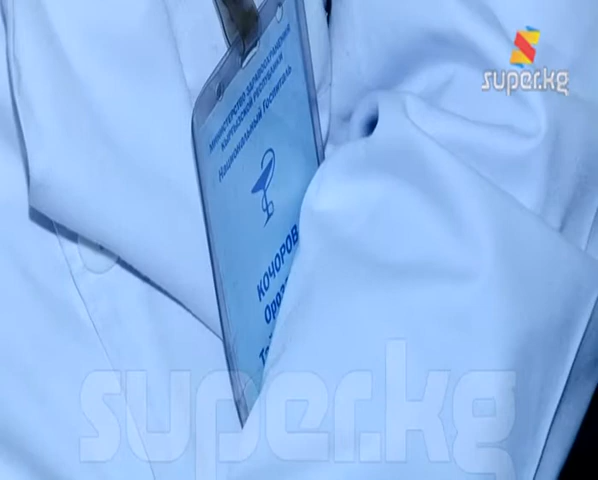 super.kg
МИНИСТЕРСТВО ЗДРАВООХРАНЕНИЯ
КЫРГЫЗСКОЙ РЕСПУБЛИКИ
Национальный Госпиталь
КОЧОРОВ
super.kg